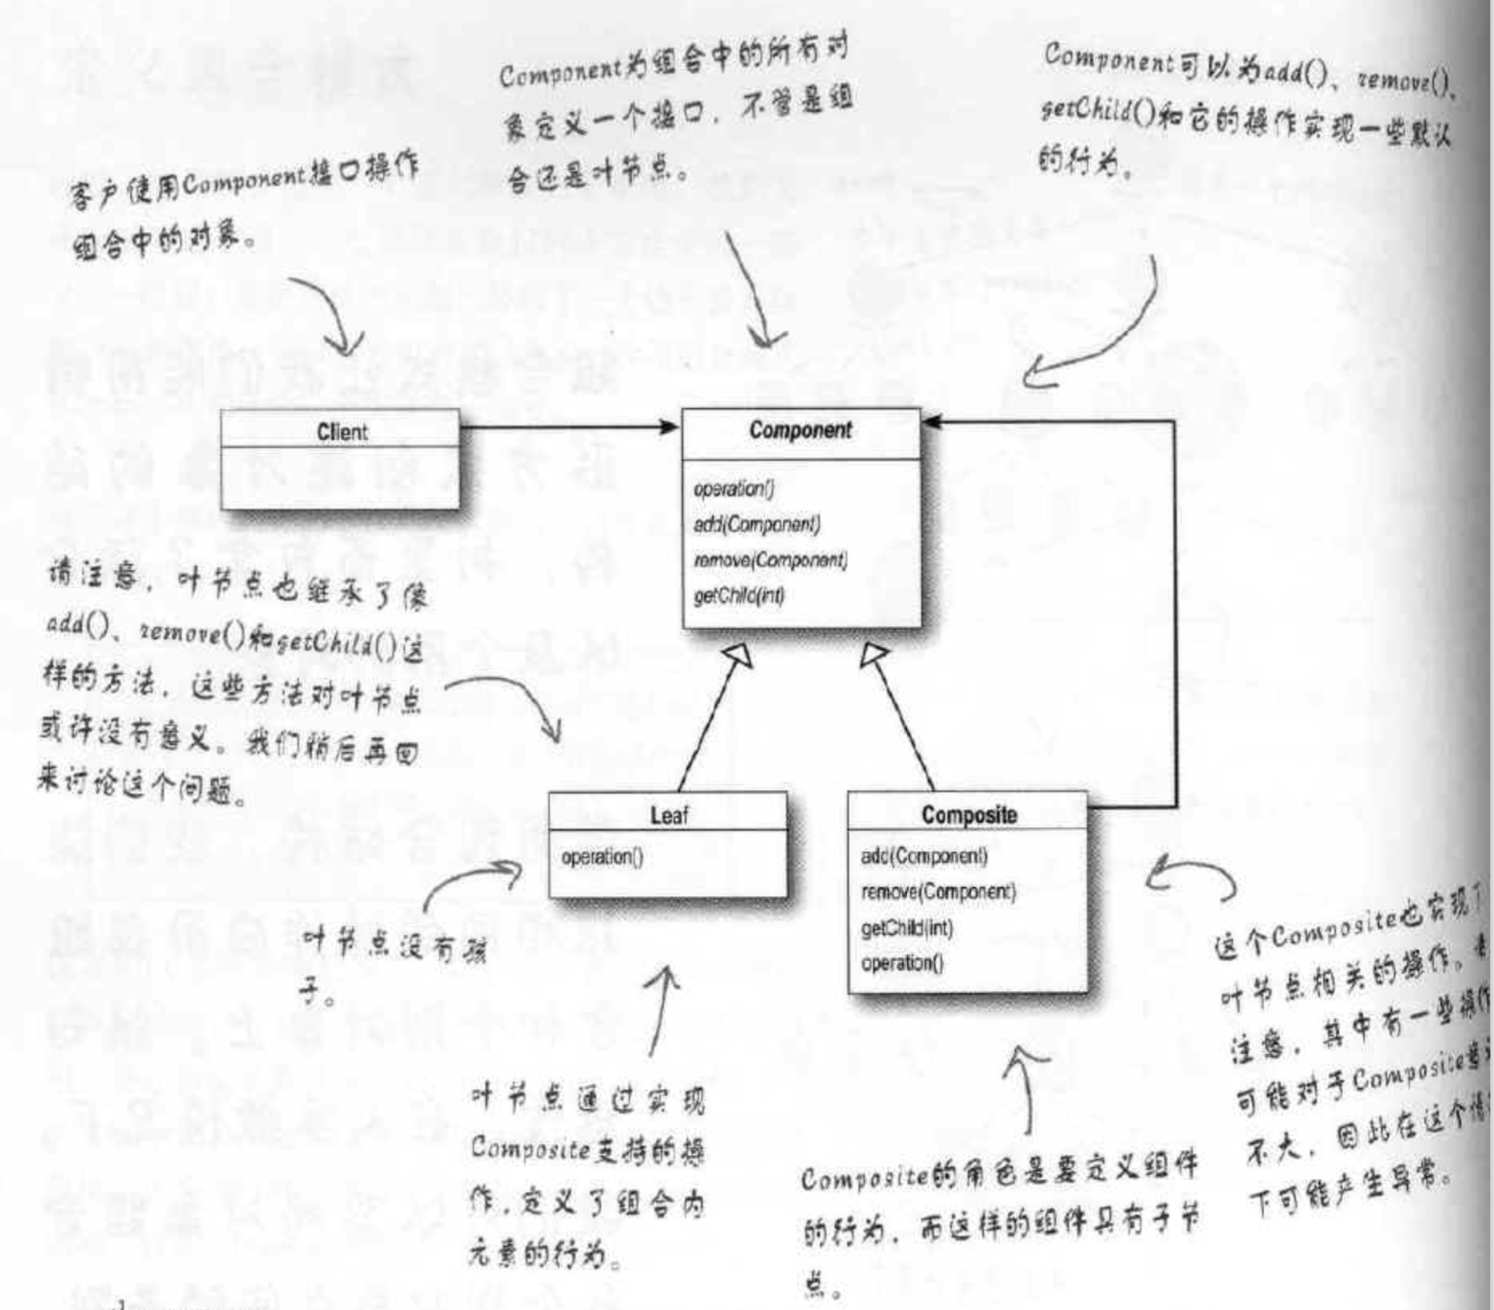 Component为组合中的所有对
象定义一个接口，不管是组
合还是叶节点。
Component可以为add()、remove()、
getChild()和它的操作实现一些默认
的行为。
客户使用Component接口操作
组合中的对象。
Client
Component
operation()
add(Component)
remove(Component)
getChild(int)
请注意，叶节点也继承了像
add()、remove()和getChild()这
样的方法，这些方法对叶节点
或许没有意义。我们稍后再回
来讨论这个问题。
Leaf
operation()
Composite
add(Component)
remove(Component)
getChild(int)
operation()
叶节点没有孩
子。
这个Composite也实现了
叶节点相关的操作。
注意，其中有一些操作
可能对于Composite意义
不大，因此在这个情
下可能产生异常。
叶节点通过实现
Composite支持的操
作，定义了组合内
元素的行为。
Composite的角色是要定义组件
的行为，而这样的组件具有子节
点。